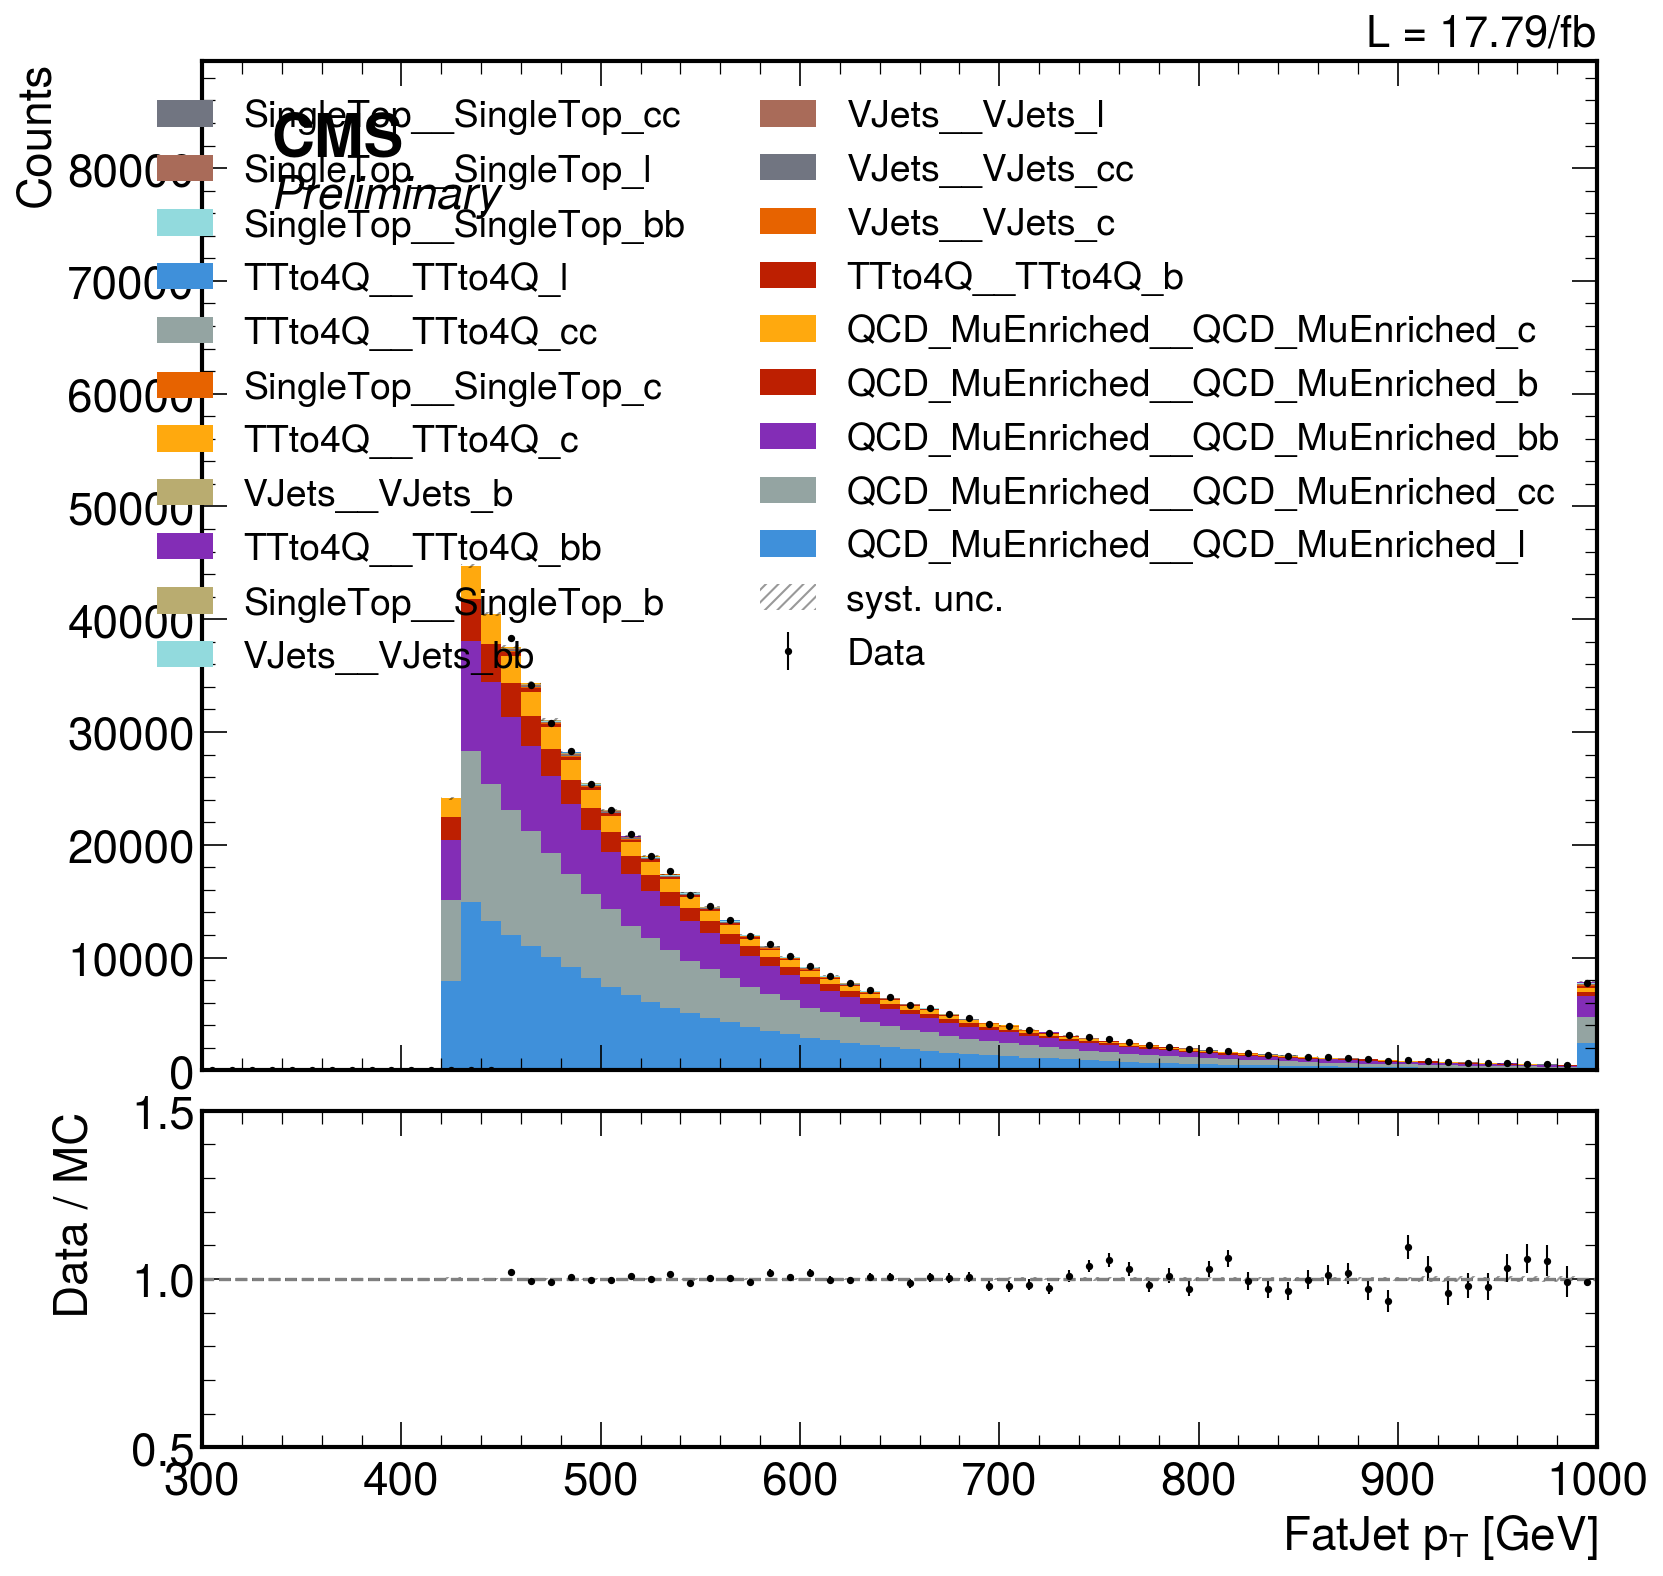 L = 17.79/fb
Counts
CMS
Preliminary
SingleTop__SingleTop_cc
SingleTop__SingleTop_l
SingleTop__SingleTop_bb
TTto4Q__TTto4Q_l
TTto4Q__TTto4Q_cc
SingleTop__SingleTop_c
TTto4Q__TTto4Q_c
VJets__VJets_b
TTto4Q__TTto4Q_bb
SingleTop__SingleTop_b
VJets__VJets_bb
VJets__VJets_l
VJets__VJets_cc
VJets__VJets_c
TTto4Q__TTto4Q_b
QCD_MuEnriched__QCD_MuEnriched_c
QCD_MuEnriched__QCD_MuEnriched_b
QCD_MuEnriched__QCD_MuEnriched_bb
QCD_MuEnriched__QCD_MuEnriched_cc
QCD_MuEnriched__QCD_MuEnriched_l
syst. unc.
Data
80000
70000
60000
50000
40000
30000
20000
10000
0
Data / MC
1.5
1.0
0.5
300 400 500 600 700 800 900 1000
FatJet p_T [GeV]